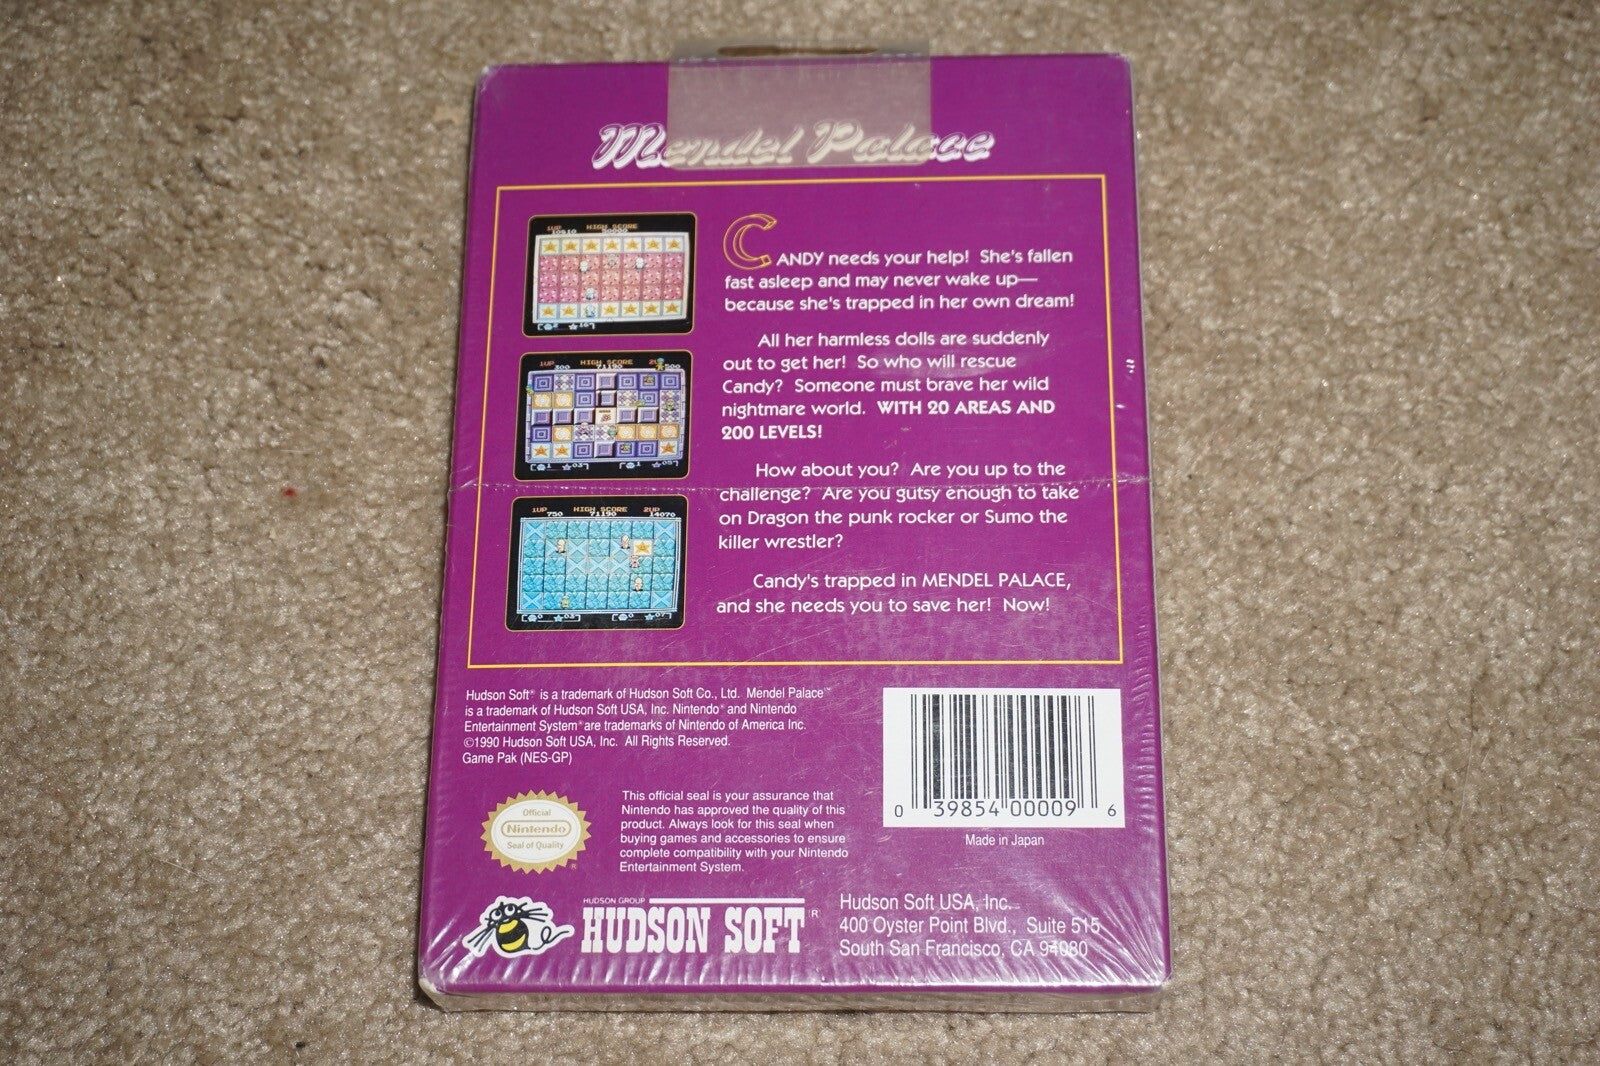 Mendel Palace
CANDY needs your help! She's fallen
fast asleep and may never wake up—
because she's trapped in her own dream!
All her harmless dolls are suddenly
out to get her! So who will rescue
Candy? Someone must brave her wild
nightmare world. WITH 20 AREAS AND
200 LEVELS!
How about you? Are you up to the
challenge? Are you gutsy enough to take
on Dragon the punk rocker or Sumo the
killer wrestler?
Candy's trapped in MENDEL PALACE,
and she needs you to save her! Now!
1UP HIGH SCORE
10910 50000
1UP HIGH SCORE
300 71190 500
1UP HIGH SCORE 2UP
750 71190 14070
Hudson Soft® is a trademark of Hudson Soft Co., Ltd. Mendel Palace™
is a trademark of Hudson Soft USA, Inc. Nintendo® and Nintendo
Entertainment System® are trademarks of Nintendo of America Inc.
©1990 Hudson Soft USA, Inc. All Rights Reserved.
Game Pak (NES-GP)
Official
Nintendo
Seal of Quality
®
This official seal is your assurance that
Nintendo has approved the quality of this
product. Always look for this seal when
buying games and accessories to ensure
complete compatibility with your Nintendo
Entertainment System.
0 39854 00009 6
Made in Japan
HUDSON GROUP
HUDSON SOFT®
Hudson Soft USA, Inc.
400 Oyster Point Blvd., Suite 515
South San Francisco, CA 94080